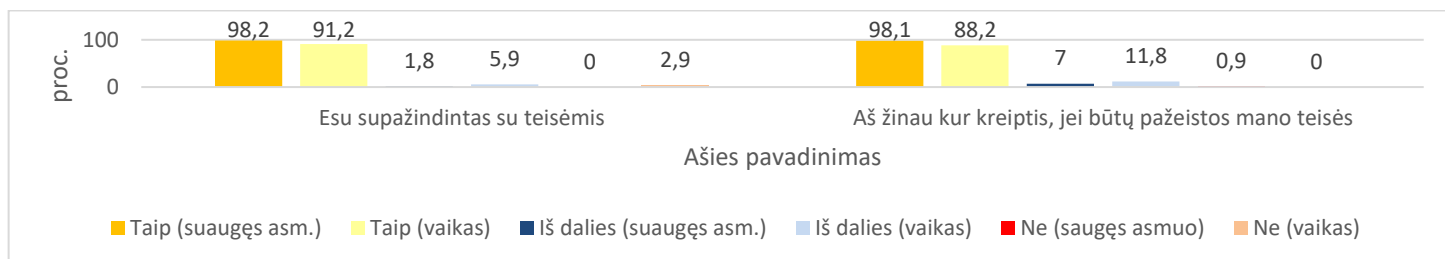 98,2 91,2 1,8 5,9 0 2,9 98,1 88,2 7 11,8 0,9 0
100
0
proc.
Esu supažindintas su teisėmis
Aš žinau kur kreiptis, jei būtų pažeistos mano teisės
Ašies pavadinimas
Taip (suaugęs asm.) Taip (vaikas) Iš dalies (suaugęs asm.) Iš dalies (vaikas) Ne (saugęs asmuo) Ne (vaikas)